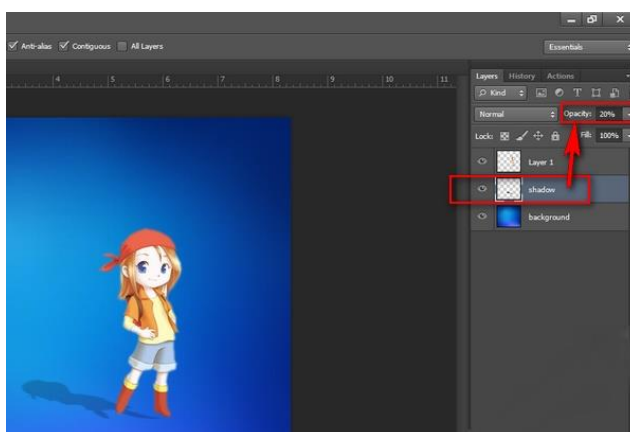 Anti-alias Contiguous All Layers Essentials
4 5 6 7 8 9 10 11
Layers History Actions
Kind
Normal Opacity: 20%
Lock: Fill: 100%
Layer 1
shadow
background